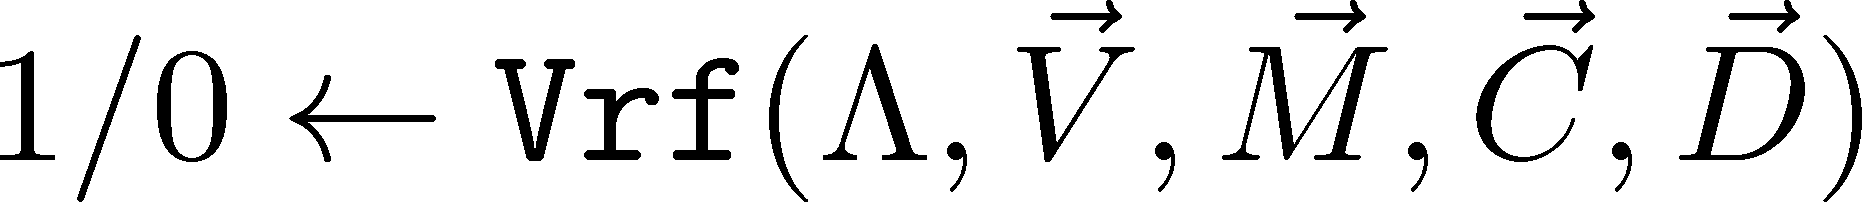 1/0 ← Vrf(Λ, V⃗, M⃗, C⃗, D⃗)